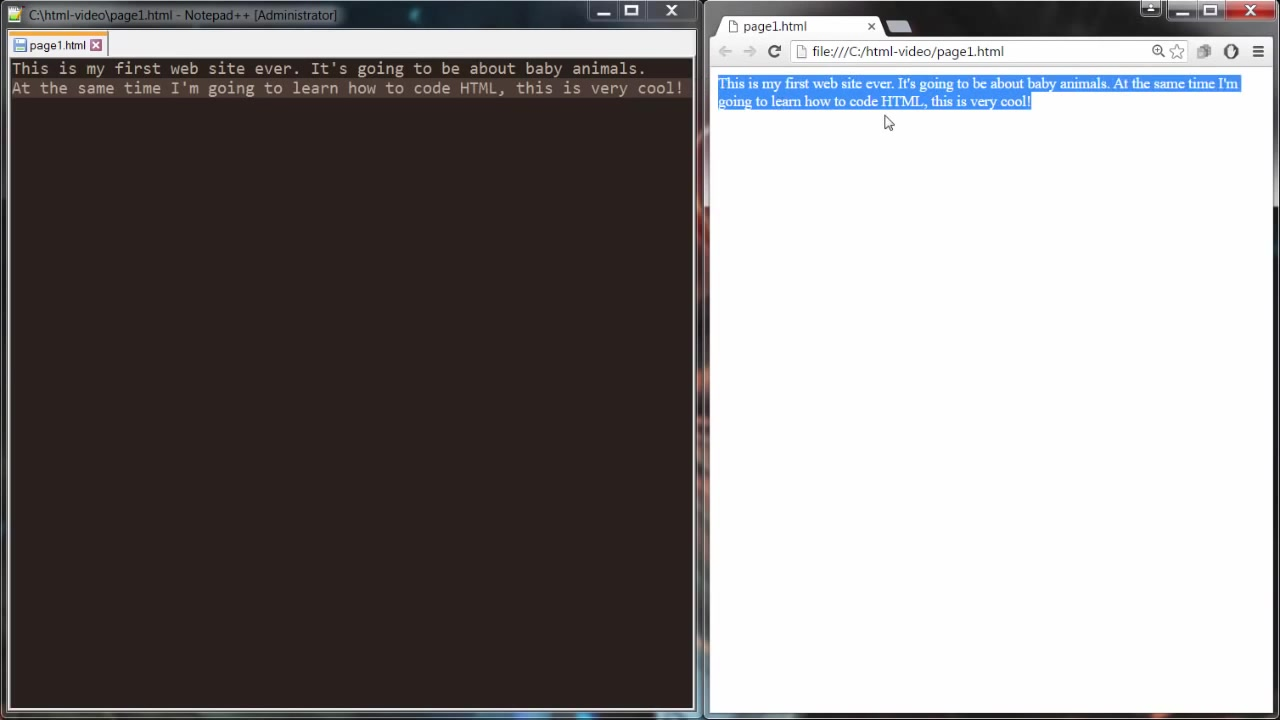 C:\html-video\page1.html - Notepad++ [Administrator]
page1.html
This is my first web site ever. It's going to be about baby animals.
At the same time I'm going to learn how to code HTML, this is very cool!
page1.html
file:///C:/html-video/page1.html
This is my first web site ever. It's going to be about baby animals. At the same time I'm
going to learn how to code HTML, this is very cool!